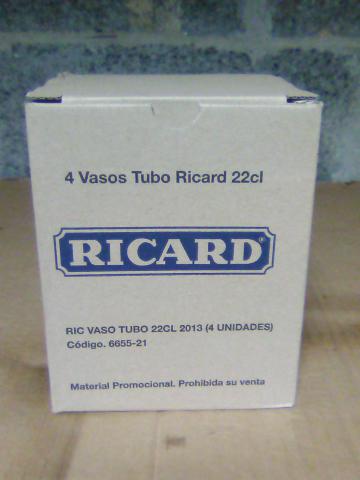 4 Vasos Tubo Ricard 22cl
RICARD®
RIC VASO TUBO 22CL 2013 (4 UNIDADES)
Código. 6655-21
Material Promocional. Prohibida su venta